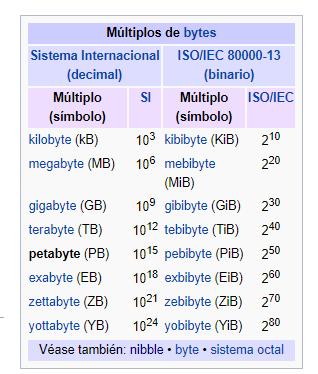 Múltiplos de bytes
Sistema Internacional (decimal) ISO/IEC 80000-13 (binario)
Múltiplo (símbolo) SI Múltiplo (símbolo) ISO/IEC
kilobyte (kB) 10³ kibibyte (KiB) 2¹⁰
megabyte (MB) 10⁶ mebibyte (MiB) 2²⁰
gigabyte (GB) 10⁹ gibibyte (GiB) 2³⁰
terabyte (TB) 10¹² tebibyte (TiB) 2⁴⁰
petabyte (PB) 10¹⁵ pebibyte (PiB) 2⁵⁰
exabyte (EB) 10¹⁸ exbibyte (EiB) 2⁶⁰
zettabyte (ZB) 10²¹ zebibyte (ZiB) 2⁷⁰
yottabyte (YB) 10²⁴ yobibyte (YiB) 2⁸⁰
Véase también: nibble • byte • sistema octal